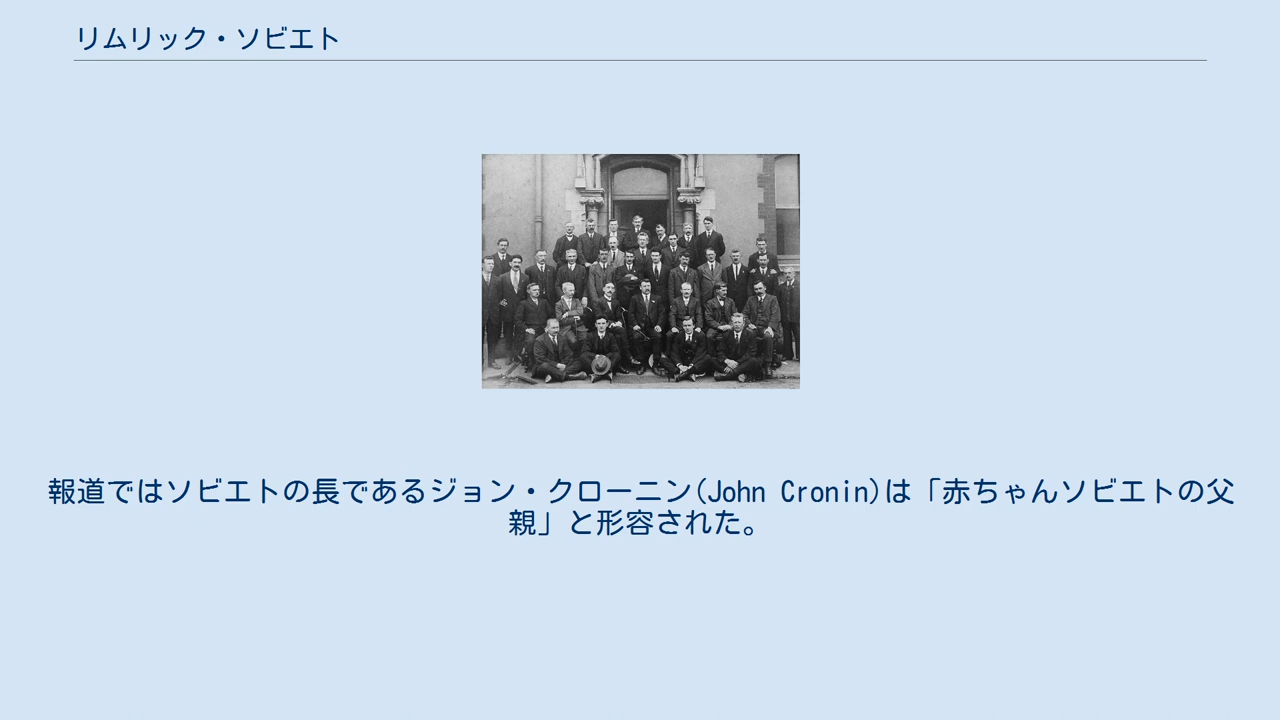 リムリック・ソビエト
報道ではソビエトの長であるジョン・クローニン(John Cronin)は「赤ちゃんソビエトの父
親」と形容された。